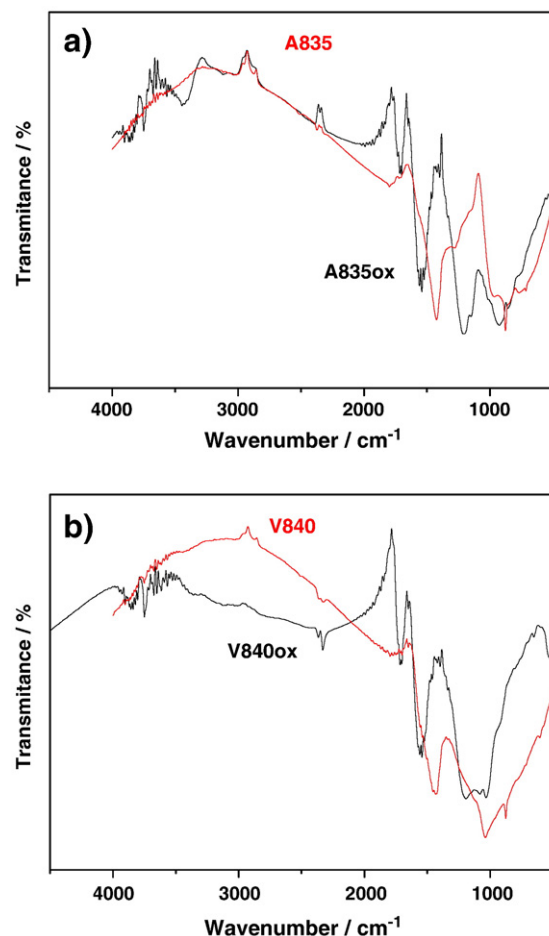 a)
A835
A835ox
Transmitance / %
4000 3000 2000 1000
Wavenumber / cm⁻¹
b)
V840
V840ox
Transmitance / %
4000 3000 2000 1000
Wavenumber / cm⁻¹